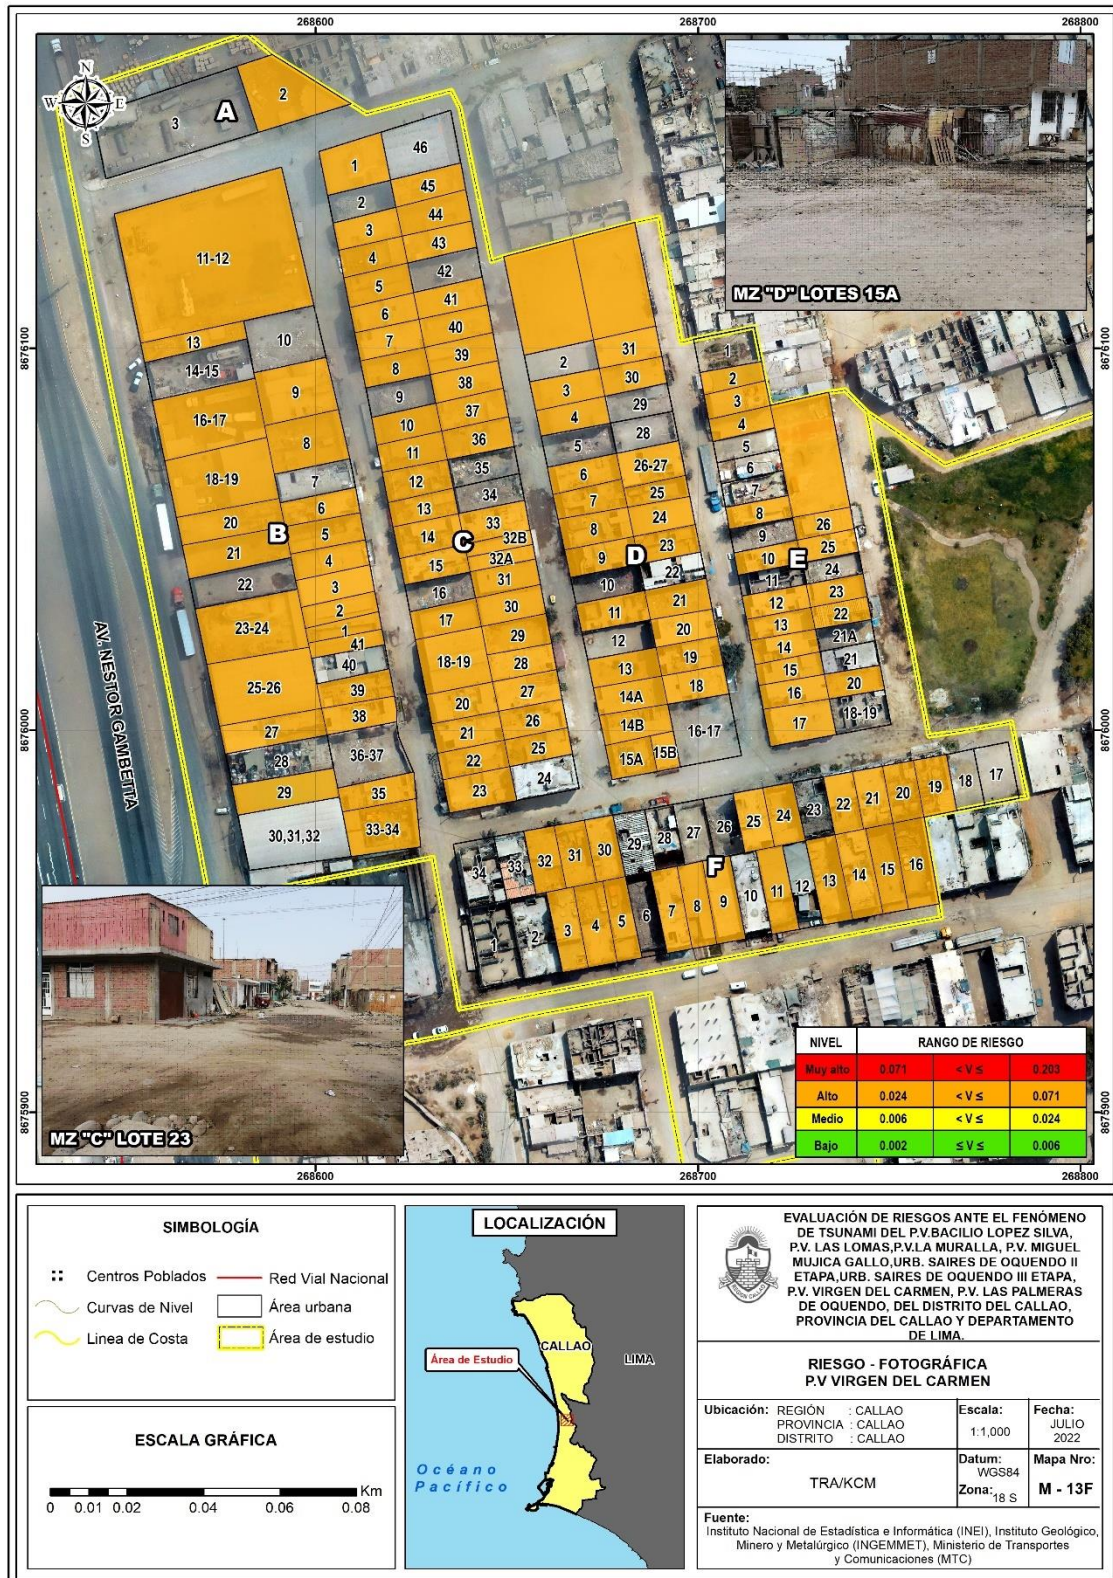 268600
268700
268800
N
W
E
S
A
3
2
1
46
2
45
3
44
4
43
5
42
6
41
7
40
8
39
9
38
10
37
11
36
12
35
13
34
14
33
32B
15
32A
16
31
17
30
18-19
29
28
20
27
21
26
22
25
23
24
C
11-12
13
10
14-15
9
16-17
8
18-19
7
20
6
21
5
B
4
22
3
23-24
2
1
41
40
25-26
39
27
38
28
36-37
29
35
30,31,32
33-34
2
31
3
30
4
29
5
28
6
26-27
7
25
8
24
9
23
D
10
22
11
21
12
20
13
19
14A
18
14B
16-17
15A
15B
1
2
3
4
5
6
7
8
26
9
25
10
E
24
11
23
12
22
13
21A
14
21
15
20
16
18-19
17
34
33
32
31
30
29
28
27
26
25
24
23
22
21
20
19
18
17
F
1
2
3
4
5
6
7
8
9
10
11
12
13
14
15
16
8676100
8676100
8676000
8676000
8675900
8675900
AV. NESTOR GAMBETTA
MZ "D" LOTES 15A
MZ "C" LOTE 23
NIVEL RANGO DE RIESGO
Muy alto 0.071 < V ≤ 0.203
Alto 0.024 < V ≤ 0.071
Medio 0.006 < V ≤ 0.024
Bajo 0.002 ≤ V ≤ 0.006
268600
268700
268800
SIMBOLOGÍA
Centros Poblados
Red Vial Nacional
Curvas de Nivel
Área urbana
Linea de Costa
Área de estudio
ESCALA GRÁFICA
0 0.01 0.02 0.04 0.06 0.08 Km
LOCALIZACIÓN
CALLAO
LIMA
Área de Estudio
Océano
Pacífico
REGIÓN CALLAO
EVALUACIÓN DE RIESGOS ANTE EL FENÓMENO
DE TSUNAMI DEL P.V.BACILIO LOPEZ SILVA,
P.V. LAS LOMAS,P.V.LA MURALLA, P.V. MIGUEL
MUJICA GALLO,URB. SAIRES DE OQUENDO II
ETAPA,URB. SAIRES DE OQUENDO III ETAPA,
P.V. VIRGEN DEL CARMEN, P.V. LAS PALMERAS
DE OQUENDO, DEL DISTRITO DEL CALLAO,
PROVINCIA DEL CALLAO Y DEPARTAMENTO
DE LIMA.
RIESGO - FOTOGRÁFICA
P.V VIRGEN DEL CARMEN
Ubicación: REGIÓN : CALLAO
PROVINCIA : CALLAO
DISTRITO : CALLAO
Escala:
1:1,000
Fecha:
JULIO
2022
Elaborado:
TRA/KCM
Datum:
WGS84
Zona: 18 S
Mapa Nro:
M - 13F
Fuente:
Instituto Nacional de Estadística e Informática (INEI), Instituto Geológico,
Minero y Metalúrgico (INGEMMET), Ministerio de Transportes
y Comunicaciones (MTC)